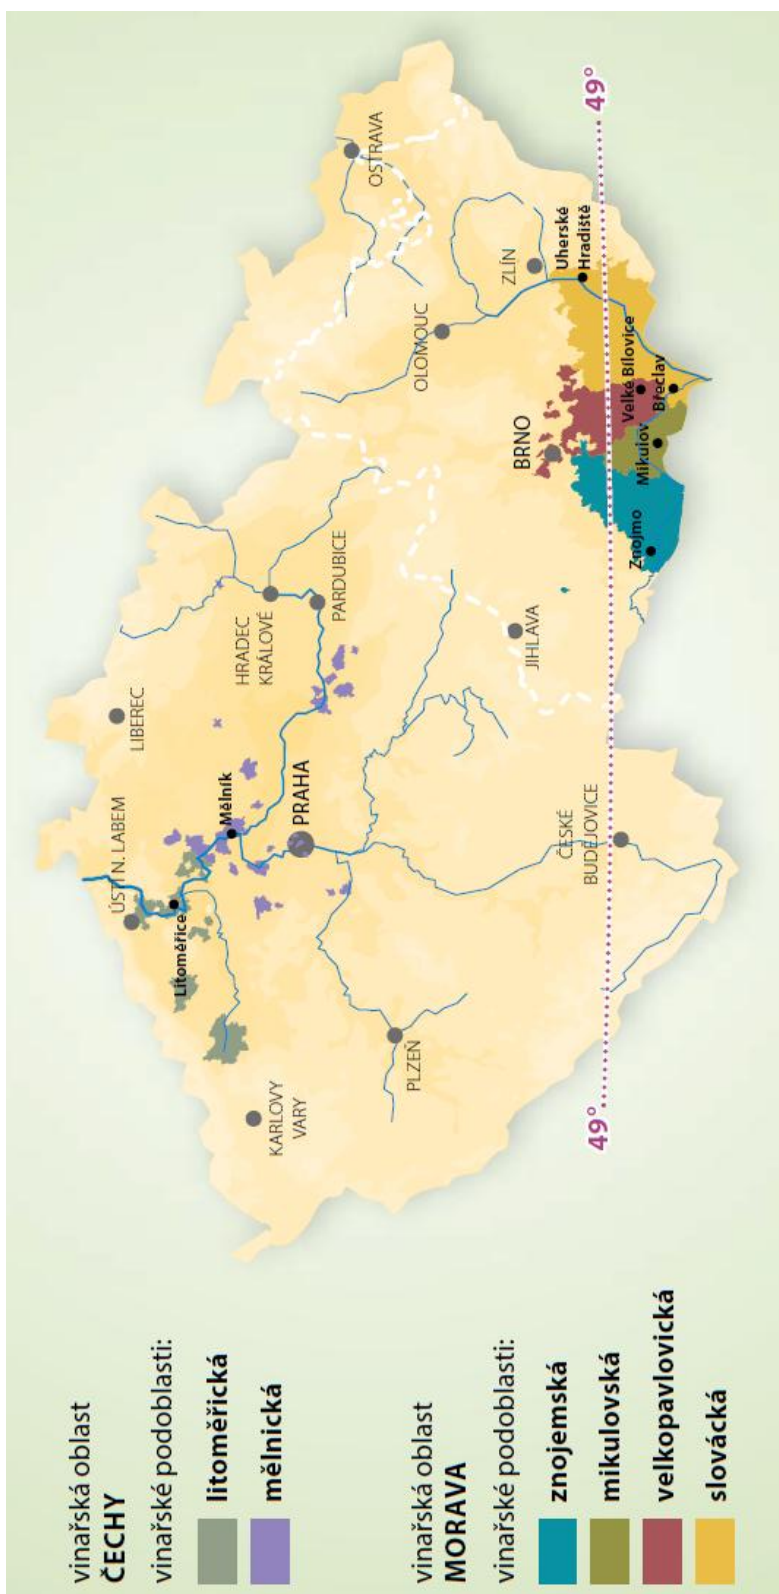 vinařská oblast
ČECHY
vinařské podoblasti:
litoměřická
mělnická
vinařská oblast
MORAVA
vinařské podoblasti:
znojemská
mikulovská
velkopavlovická
slovácká
ÚSTÍ N. LABEM
LIBEREC
Litoměřice
Mělník
KARLOVY
VARY
PRAHA
HRADEC
KRÁLOVÉ
PARDUBICE
OSTRAVA
PLZEŇ
OLOMOUC
JIHLAVA
BRNO
ZLÍN
Uherské
Hradiště
ČESKÉ
BUDĚJOVICE
49°
49°
Znojmo
Mikulov
Velké Bílovice
Břeclav